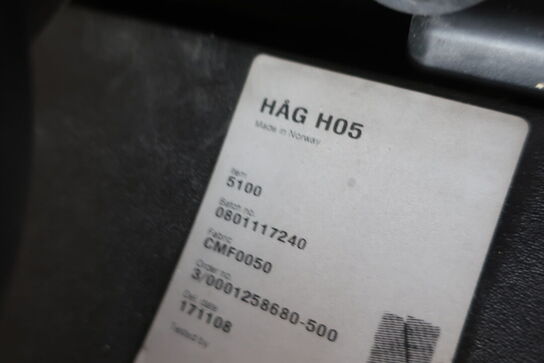 HÅG H05
Made in Norway
Item
5100
Batch no.
0801117240
Fabric
CMF0050
Order no.
3/0001258680-500
Del. date
171108
Tested by